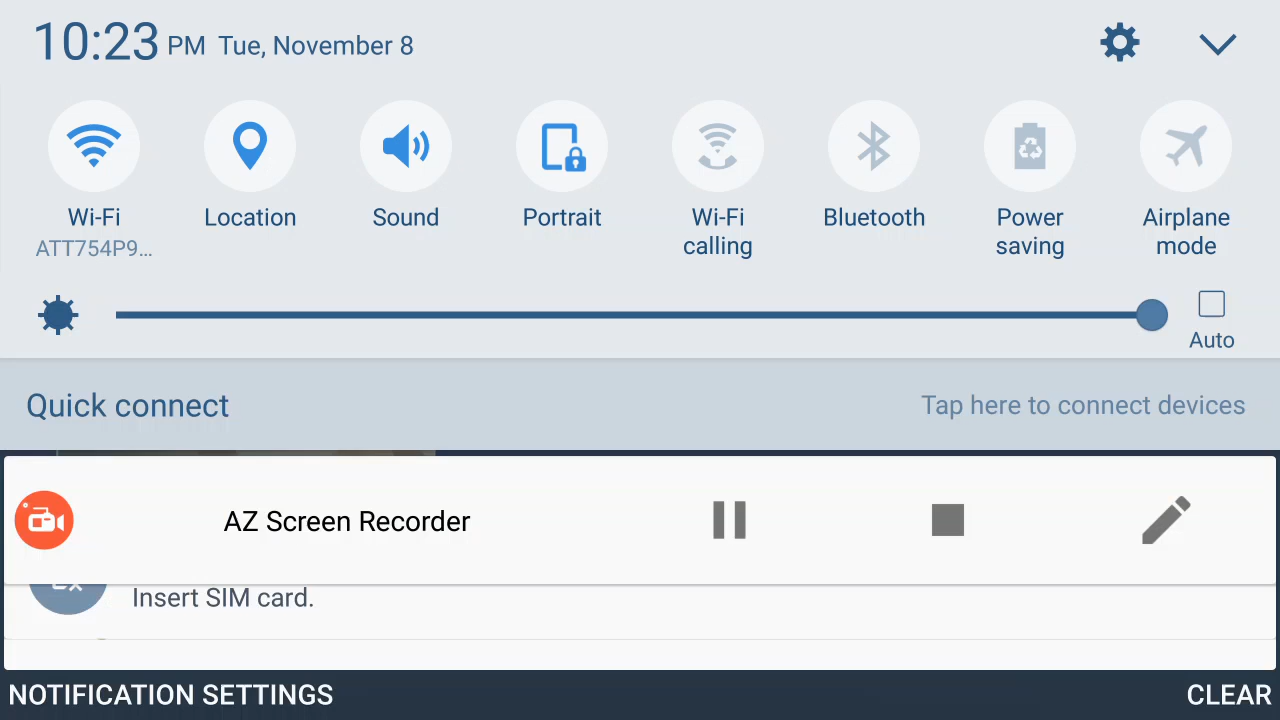 10:23 PM Tue, November 8
Wi-Fi
ATT754P9...
Location
Sound
Portrait
Wi-Fi
calling
Bluetooth
Power
saving
Airplane
mode
Auto
Quick connect
Tap here to connect devices
AZ Screen Recorder
Insert SIM card.
NOTIFICATION SETTINGS
CLEAR